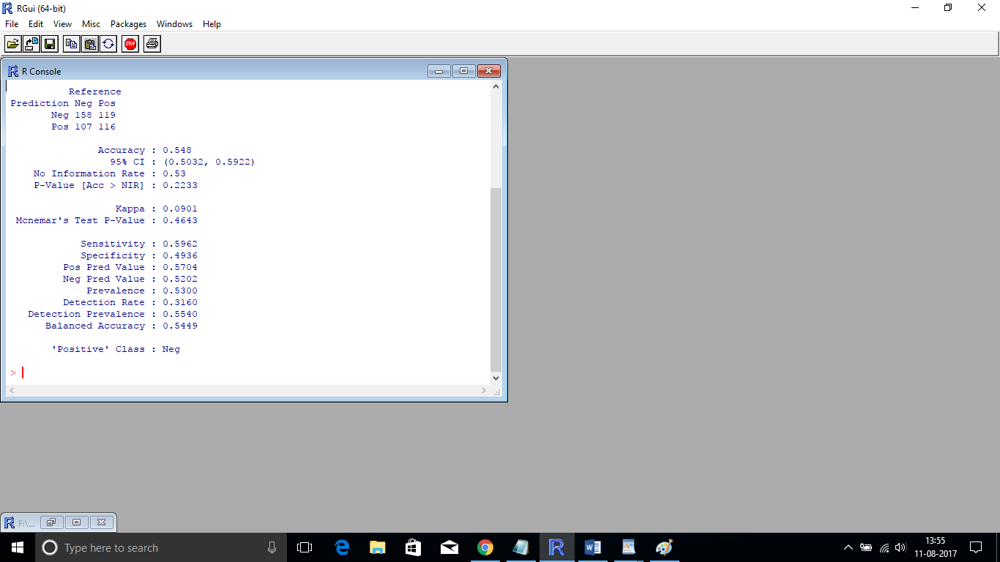 RGui (64-bit)
File Edit View Misc Packages Windows Help
STOP
R Console
Reference
Prediction Neg Pos
Neg 158 119
Pos 107 116
Accuracy : 0.548
95% CI : (0.5032, 0.5922)
No Information Rate : 0.53
P-Value [Acc > NIR] : 0.2233
Kappa : 0.0901
Mcnemar's Test P-Value : 0.4643
Sensitivity : 0.5962
Specificity : 0.4936
Pos Pred Value : 0.5704
Neg Pred Value : 0.5202
Prevalence : 0.5300
Detection Rate : 0.3160
Detection Prevalence : 0.5540
Balanced Accuracy : 0.5449
'Positive' Class : Neg
>
F:\...
Type here to search
13:55
11-08-2017